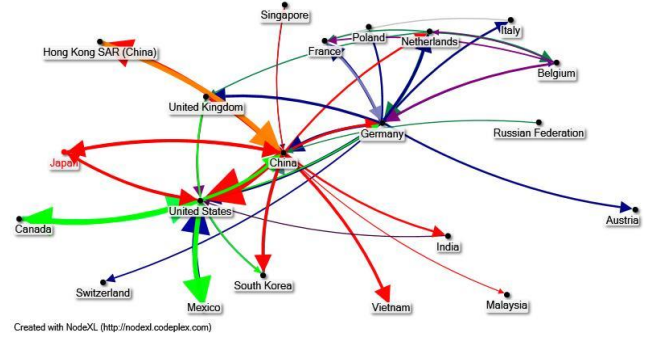 Singapore
Italy
Poland
Hong Kong SAR (China)
France
Netherlands
Belgium
United Kingdom
Germany
Russian Federation
Japan
China
United States
Canada
Austria
India
South Korea
Switzerland
Mexico
Vietnam
Malaysia
Created with NodeXL (http://nodexl.codeplex.com)